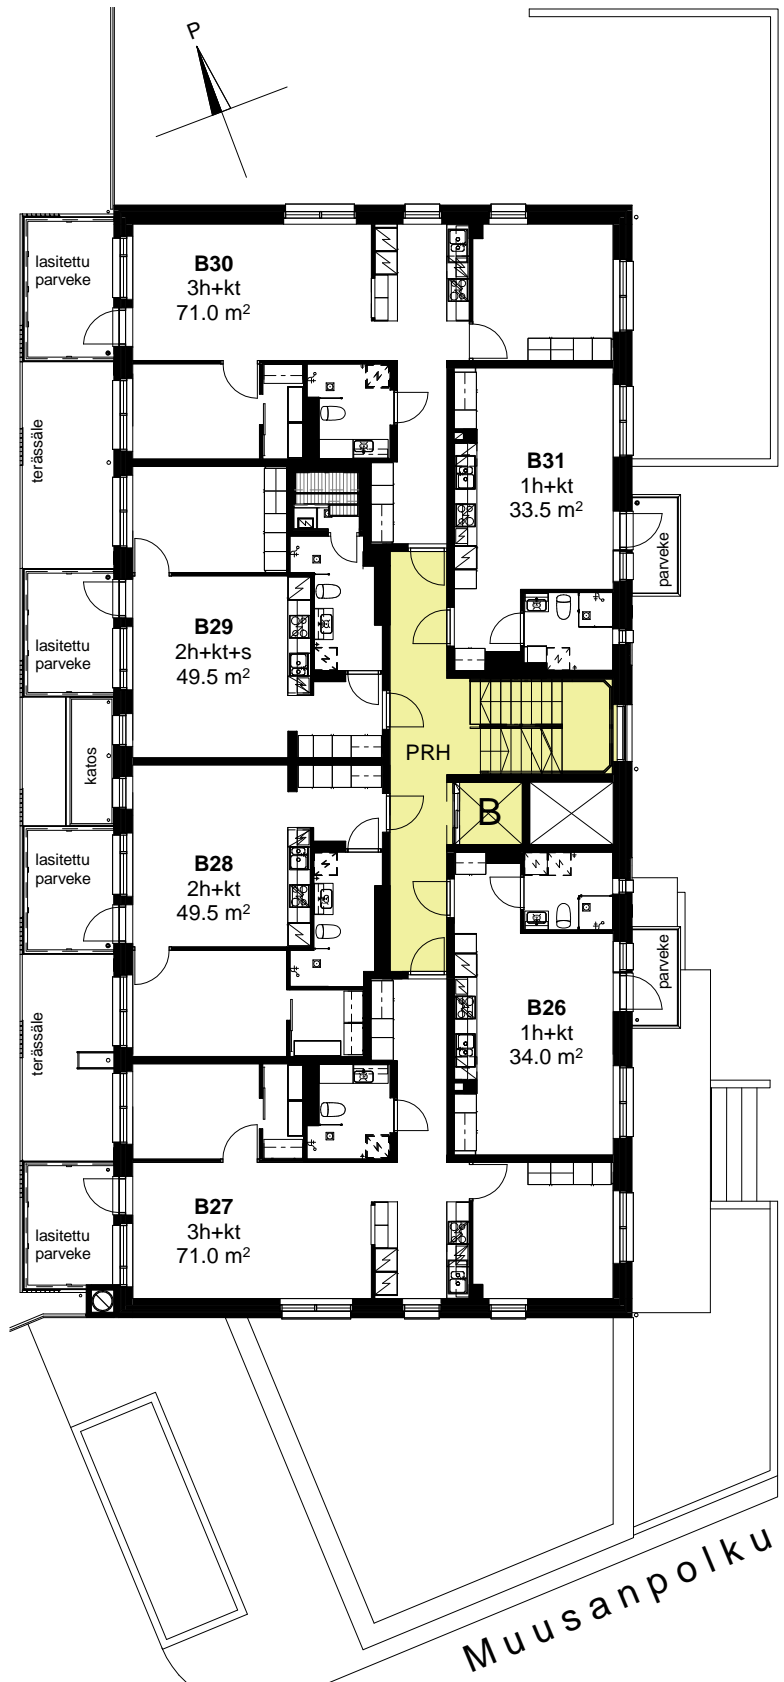 P
lasitettu
parveke
B30
3h+kt
71.0 m²
terässäle
B31
1h+kt
33.5 m²
parveke
lasitettu
parveke
B29
2h+kt+s
49.5 m²
katos
PRH
B
lasitettu
parveke
B28
2h+kt
49.5 m²
parveke
terässäle
B26
1h+kt
34.0 m²
lasitettu
parveke
B27
3h+kt
71.0 m²
Muusanpolku